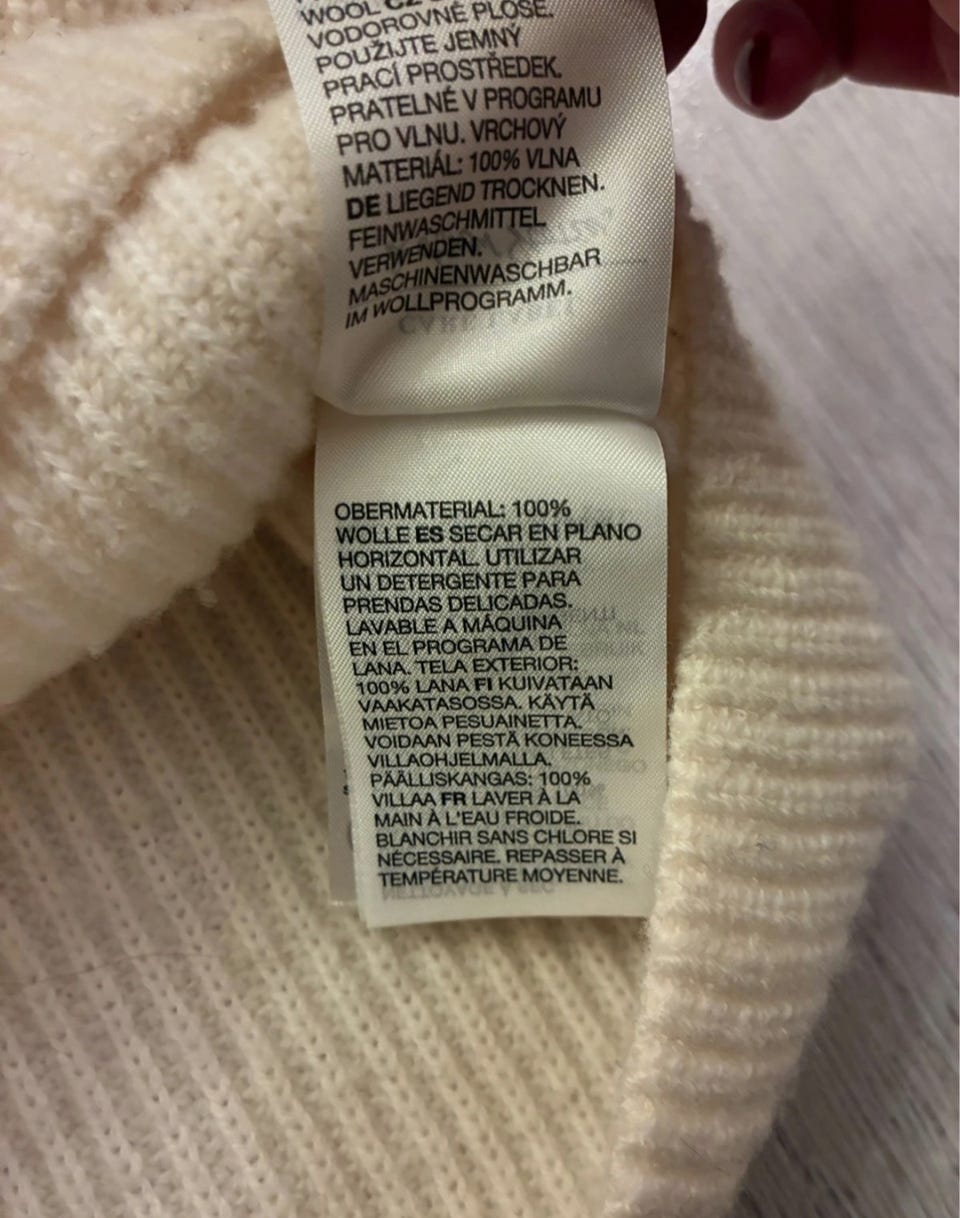 WOOL CZ
VODOROVNĚ PLOŠE.
POUŽIJTE JEMNÝ
PRACÍ PROSTŘEDEK.
PRATELNÉ V PROGRAMU
PRO VLNU. VRCHOVÝ
MATERIÁL: 100% VLNA
DE LIEGEND TROCKNEN.
FEINWASCHMITTEL
VERWENDEN.
MASCHINENWASCHBAR
IM WOLLPROGRAMM.
OBERMATERIAL: 100%
WOLLE ES SECAR EN PLANO
HORIZONTAL. UTILIZAR
UN DETERGENTE PARA
PRENDAS DELICADAS.
LAVABLE A MÁQUINA
EN EL PROGRAMA DE
LANA. TELA EXTERIOR:
100% LANA FI KUIVATAAN
VAAKATASOSSA. KÄYTÄ
MIETOA PESUAINETTA.
VOIDAAN PESTÄ KONEESSA
VILLAOHJELMALLA.
PÄÄLLISKANGAS: 100%
VILLAA FR LAVER À LA
MAIN À L'EAU FROIDE.
BLANCHIR SANS CHLORE SI
NÉCESSAIRE. REPASSER À
TEMPÉRATURE MOYENNE.